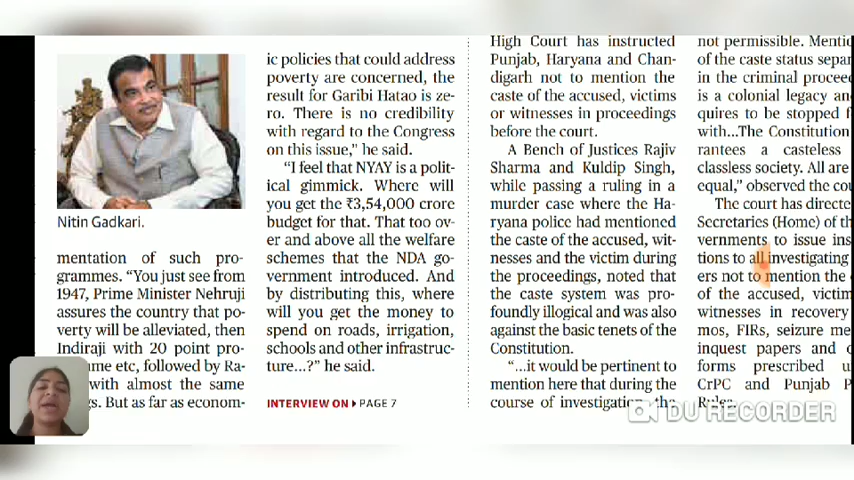 Nitin Gadkari.
mentation of such pro-
grammes. “You just see from
1947, Prime Minister Nehruji
assures the country that po-
verty will be alleviated, then
Indiraji with 20 point pro-
me etc, followed by Ra-
with almost the same
s. But as far as econom-
ic policies that could address
poverty are concerned, the
result for Garibi Hatao is ze-
ro. There is no credibility
with regard to the Congress
on this issue,” he said.
“I feel that NYAY is a polit-
ical gimmick. Where will
you get the ₹3,54,000 crore
budget for that. That too ov-
er and above all the welfare
schemes that the NDA go-
vernment introduced. And
by distributing this, where
will you get the money to
spend on roads, irrigation,
schools and other infrastruc-
ture...?” he said.
INTERVIEW ON PAGE 7
High Court has instructed
Punjab, Haryana and Chan-
digarh not to mention the
caste of the accused, victims
or witnesses in proceedings
before the court.
A Bench of Justices Rajiv
Sharma and Kuldip Singh,
while passing a ruling in a
murder case where the Ha-
ryana police had mentioned
the caste of the accused, wit-
nesses and the victim during
the proceedings, noted that
the caste system was pro-
foundly illogical and was also
against the basic tenets of the
Constitution.
“...it would be pertinent to
mention here that during the
course of investigation, the
not permissible. Mentio
of the caste status separ
in the criminal proceed
is a colonial legacy an
quires to be stopped f
with...The Constitution
rantees a casteless
classless society. All are
equal,” observed the cou
The court has directe
Secretaries (Home) of th
vernments to issue ins
tions to all investigating
ers not to mention the
of the accused, victim
witnesses in recovery
mos, FIRs, seizure me
inquest papers and o
forms prescribed u
CrPC and Punjab P
Rules.
DU RECORDER